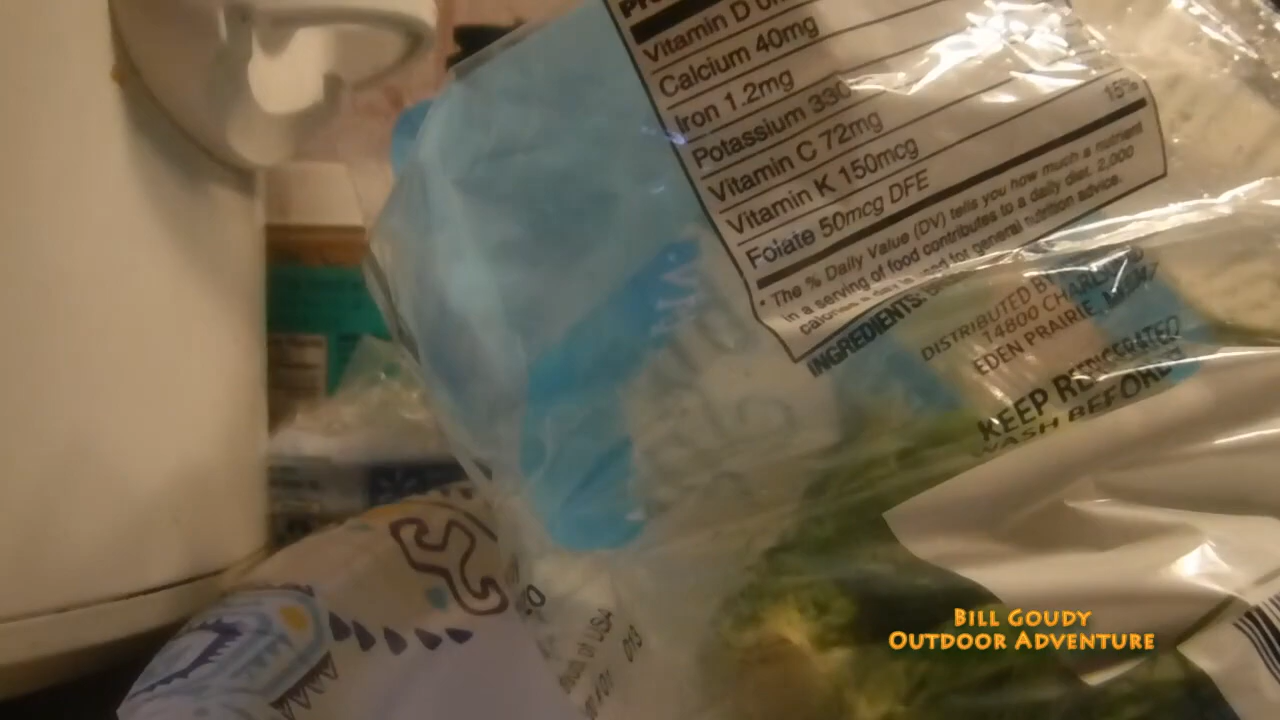 Vitamin D
Calcium 40mg
Iron 1.2mg
Potassium 330
Vitamin C 72mg
Vitamin K 150mcg
Folate 50mcg DFE 15%
* The % Daily Value (DV) tells you how much a nutrient
in a serving of food contributes to a daily diet. 2,000
calories a day is used for general nutrition advice.
INGREDIENTS:
DISTRIBUTED BY
14800
EDEN PRAIRIE,
KEEP REFRIGERATED
WASH BEFORE
USA
013
BILL GOUDY
OUTDOOR ADVENTURE